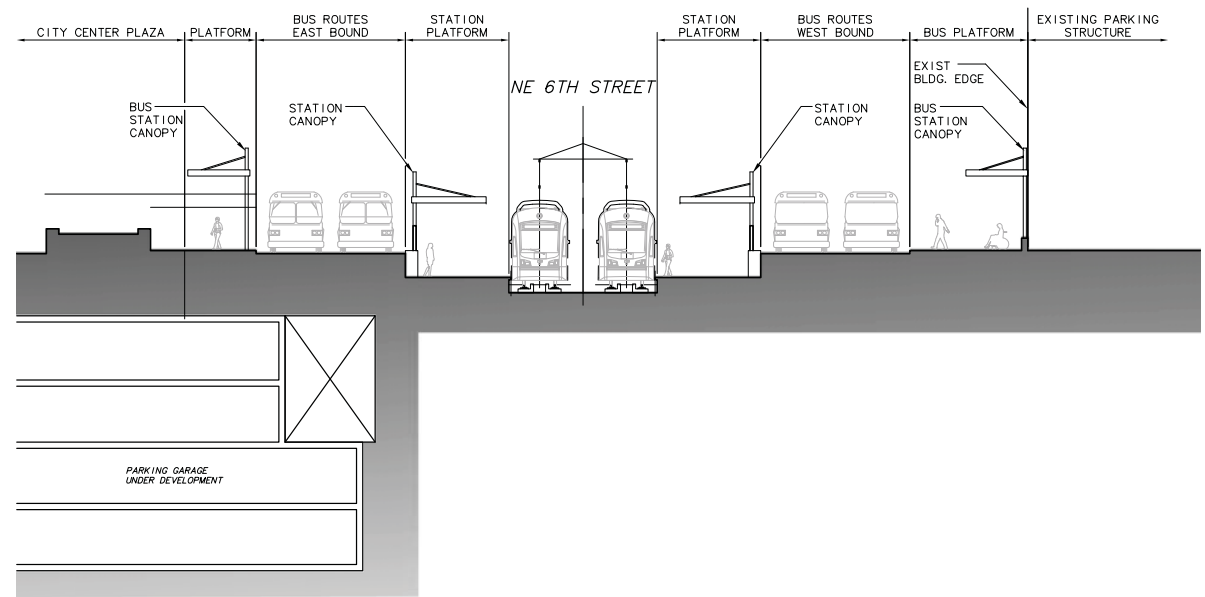 CITY CENTER PLAZA
PLATFORM
BUS ROUTES
EAST BOUND
STATION
PLATFORM
STATION
PLATFORM
BUS ROUTES
WEST BOUND
BUS PLATFORM
EXISTING PARKING
STRUCTURE
NE 6TH STREET
EXIST
BLDG. EDGE
BUS
STATION
CANOPY
STATION
CANOPY
STATION
CANOPY
BUS
STATION
CANOPY
PARKING GARAGE
UNDER DEVELOPMENT